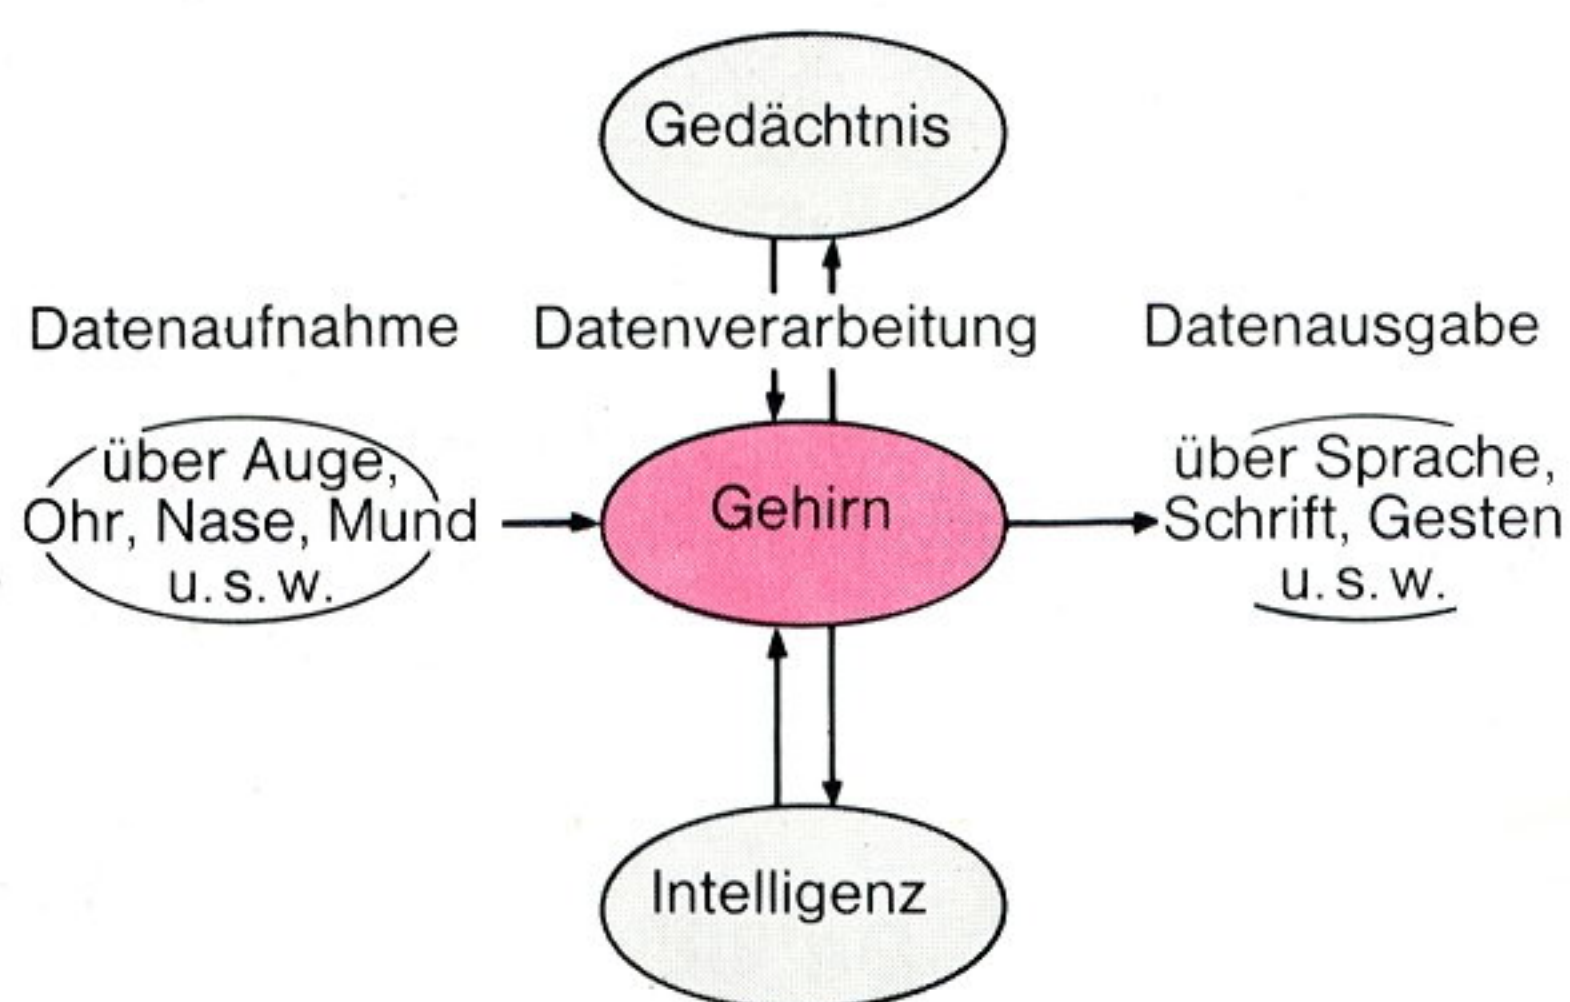 Gedächtnis
Datenaufnahme
Datenverarbeitung
Datenausgabe
über Auge,
Ohr, Nase, Mund
u. s. w.
Gehirn
über Sprache,
Schrift, Gesten
u. s. w.
Intelligenz